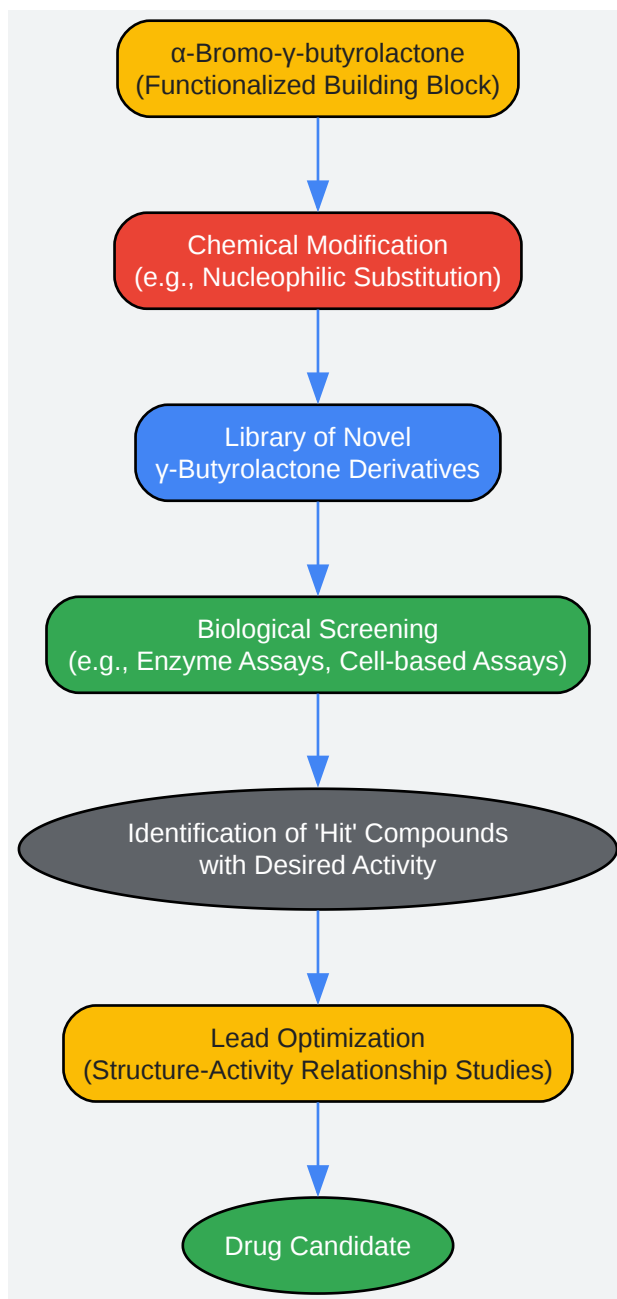 α-Bromo-γ-butyrolactone
(Functionalized Building Block)
Chemical Modification
(e.g., Nucleophilic Substitution)
Library of Novel
γ-Butyrolactone Derivatives
Biological Screening
(e.g., Enzyme Assays, Cell-based Assays)
Identification of 'Hit' Compounds
with Desired Activity
Lead Optimization
(Structure-Activity Relationship Studies)
Drug Candidate